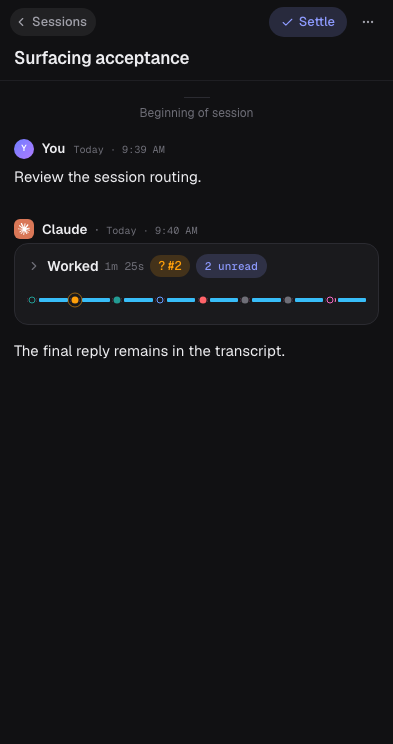 Sessions
Settle
Surfacing acceptance
Beginning of session
Y You Today · 9:39 AM
Review the session routing.
Claude · Today · 9:40 AM
Worked 1m 25s ? #2 2 unread
The final reply remains in the transcript.